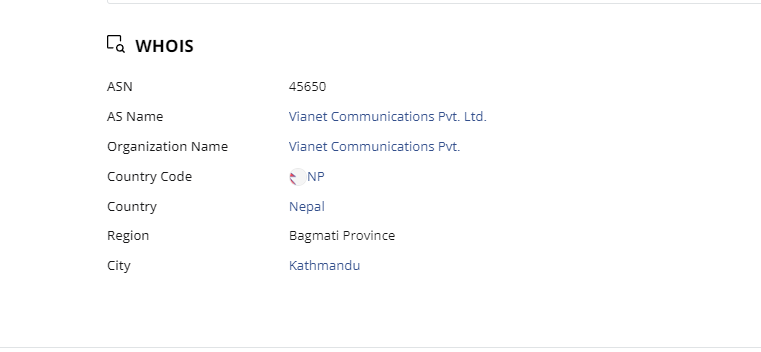 WHOIS
ASN 45650
AS Name Vianet Communications Pvt. Ltd.
Organization Name Vianet Communications Pvt.
Country Code NP
Country Nepal
Region Bagmati Province
City Kathmandu